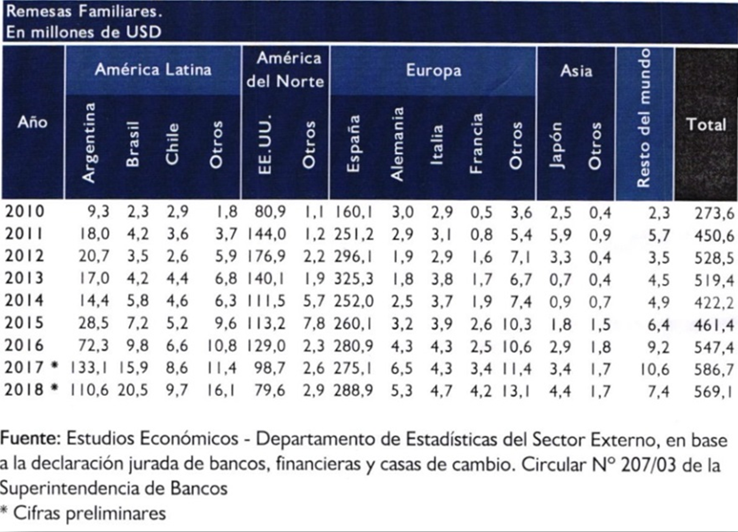 Remesas Familiares.
En millones de USD
Año América Latina América del Norte Europa Asia Resto del mundo Total
Argentina Brasil Chile Otros EE.UU. Otros España Alemania Italia Francia Otros Japón Otros
2010 9,3 2,3 2,9 1,8 80,9 1,1 160,1 3,0 2,9 0,5 3,6 2,5 0,4 2,3 273,6
2011 18,0 4,2 3,6 3,7 144,0 1,2 251,2 2,9 3,1 0,8 5,4 5,9 0,9 5,7 450,6
2012 20,7 3,5 2,6 5,9 176,9 2,2 296,1 1,9 2,9 1,6 7,1 3,3 0,4 3,5 528,5
2013 17,0 4,2 4,4 6,8 140,1 1,9 325,3 1,8 3,8 1,7 6,7 0,7 0,4 4,5 519,4
2014 14,4 5,8 4,6 6,3 111,5 5,7 252,0 2,5 3,7 1,9 7,4 0,9 0,7 4,9 422,2
2015 28,5 7,2 5,2 9,6 113,2 7,8 260,1 3,2 3,9 2,6 10,3 1,8 1,5 6,4 461,4
2016 72,3 9,8 6,6 10,8 129,0 2,3 280,9 4,3 4,3 2,5 10,6 2,9 1,8 9,2 547,4
2017 * 133,1 15,9 8,6 11,4 98,7 2,6 275,1 6,5 4,3 3,4 11,4 3,4 1,7 10,6 586,7
2018 * 110,6 20,5 9,7 16,1 79,6 2,9 288,9 5,3 4,7 4,2 13,1 4,4 1,7 7,4 569,1
Fuente: Estudios Económicos - Departamento de Estadísticas del Sector Externo, en base
a la declaración jurada de bancos, financieras y casas de cambio. Circular Nº 207/03 de la
Superintendencia de Bancos
* Cifras preliminares